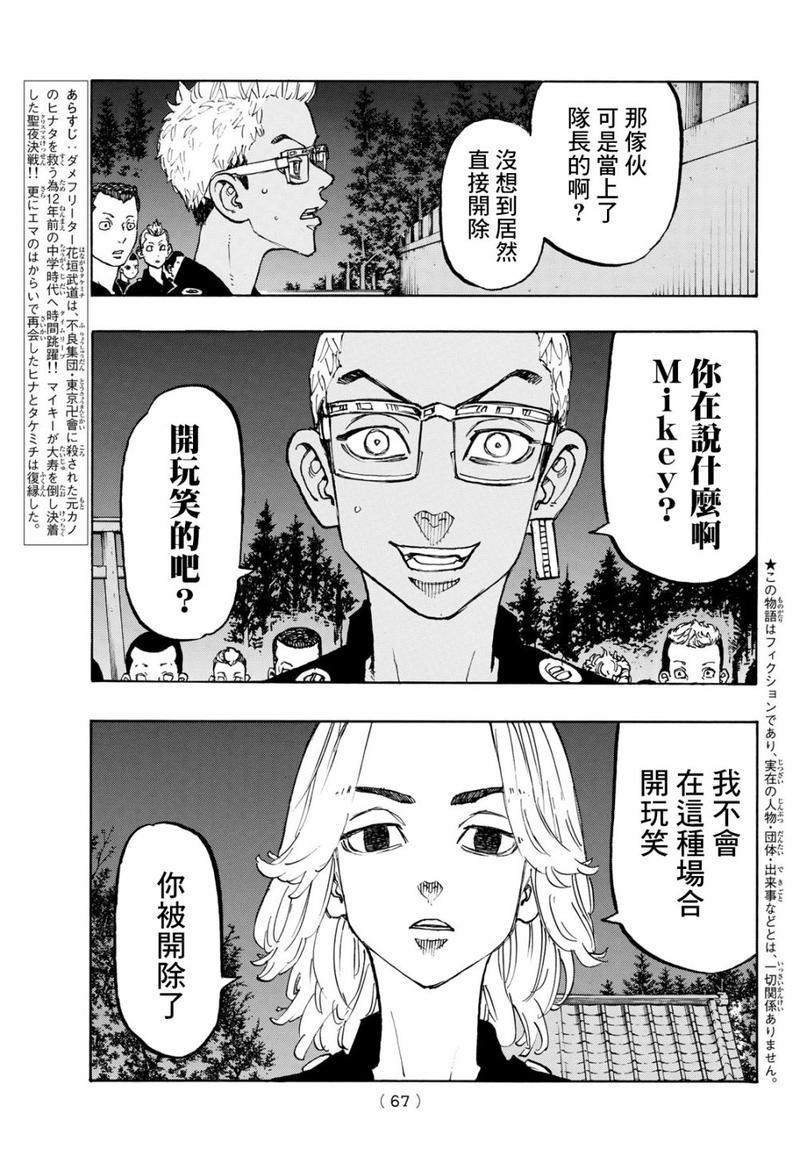 那傢伙
可是當上了
隊長的啊?
沒想到居然
直接開除
你在說什麼啊
Mikey?
開玩笑的吧?
我不會
在這種場合
開玩笑
你被開除了
★この物語はフィクションであり、実在の人物・団体・出来事などとは、一切関係ありません。
あらすじ:ダメフリーター花垣武道は、不良集団・東京卍會に殺された元カノ
のヒナタを救う為12年前の中学時代へ時間跳躍!!マイキーが大寿を倒し決着
した聖夜決戦!!更にエマのはからいで再会したヒナとタケミチは復縁した。
(67)